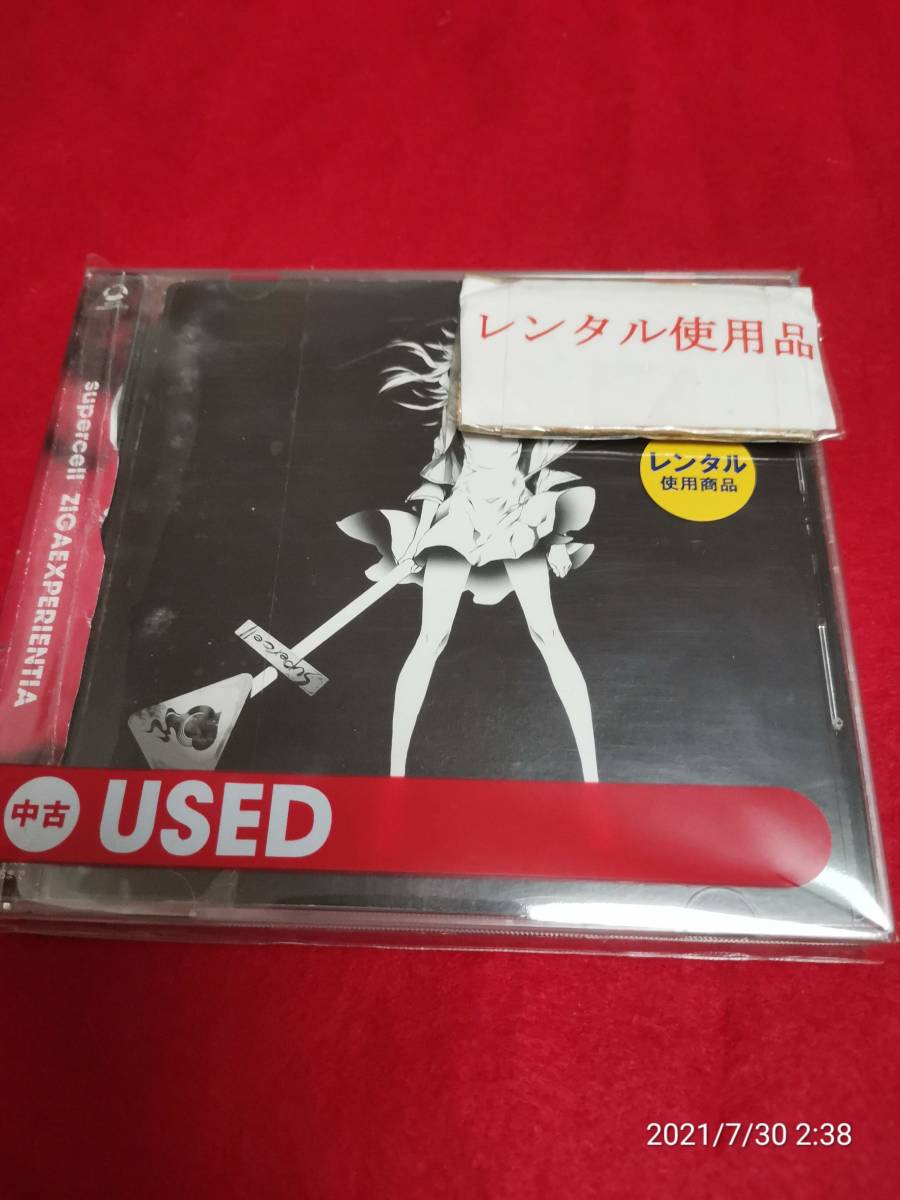 レンタル使用品
レンタル
使用商品
supercell ZIGAEXPERIENTIA
supercell
中古 USED
2021/7/30 2:38